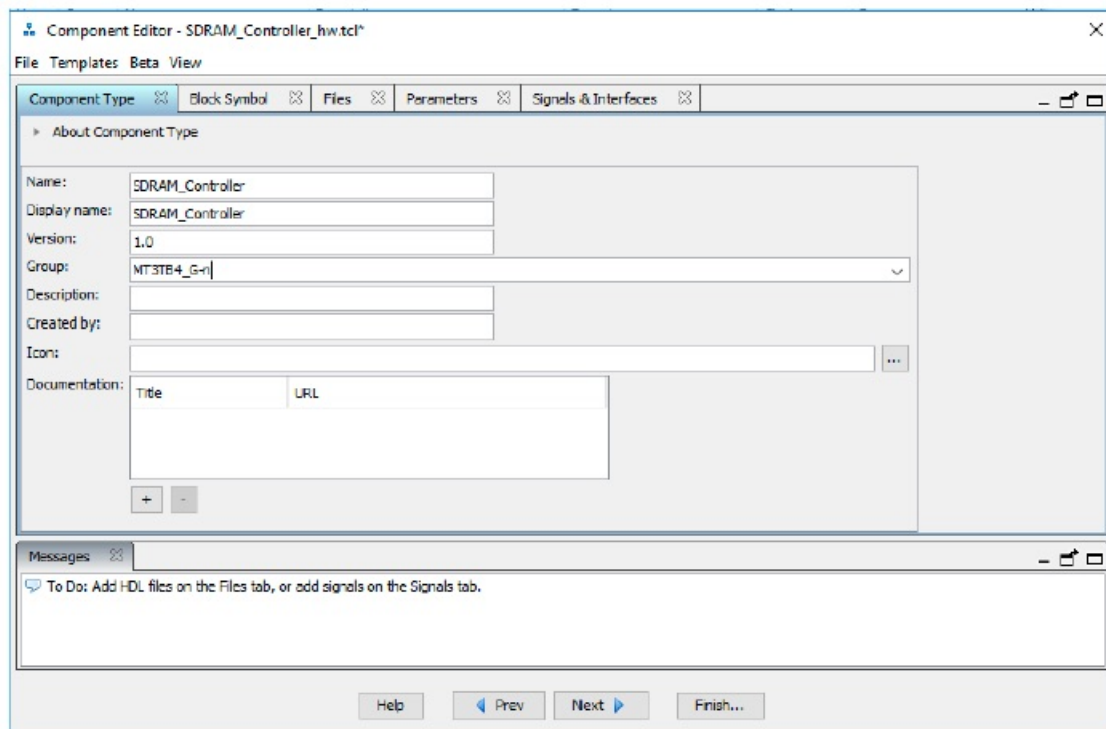 Component Editor - SDRAM_Controller_hw.tcl*
File Templates Beta View
Component Type Block Symbol Files Parameters Signals & Interfaces
About Component Type
Name: SDRAM_Controller
Display name: SDRAM_Controller
Version: 1.0
Group: MT3TB4_G-n
Description:
Created by:
Icon: ...
Documentation: Title URL
+ -
Messages
To Do: Add HDL files on the Files tab, or add signals on the Signals tab.
Help Prev Next Finish...